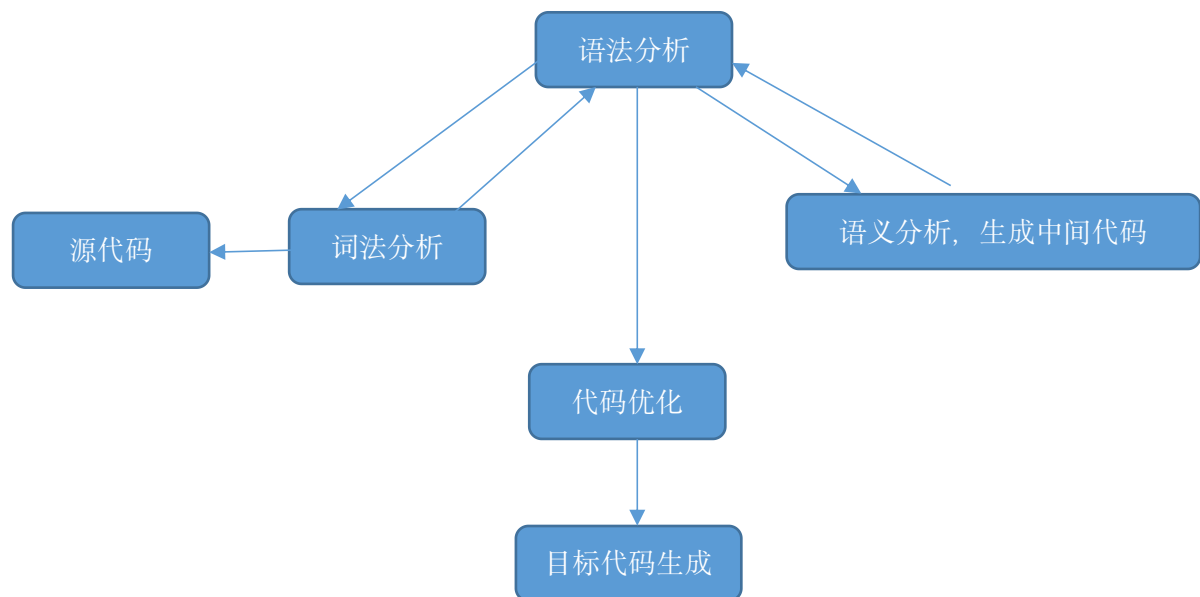 语法分析
源代码
词法分析
语义分析，生成中间代码
代码优化
目标代码生成